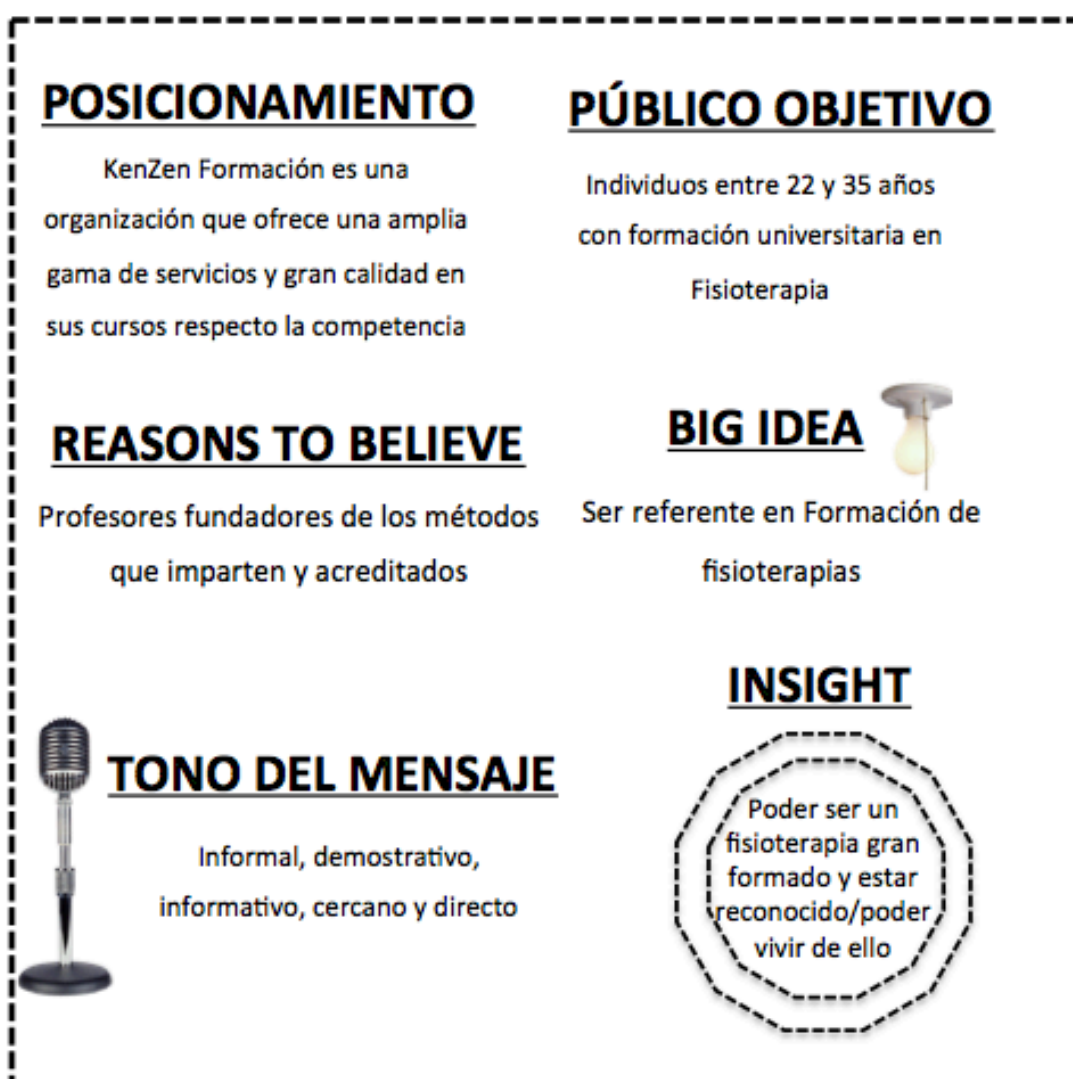 POSICIONAMIENTO
KenZen Formación es una
organización que ofrece una amplia
gama de servicios y gran calidad en
sus cursos respecto la competencia
PÚBLICO OBJETIVO
Individuos entre 22 y 35 años
con formación universitaria en
Fisioterapia
REASONS TO BELIEVE
Profesores fundadores de los métodos
que imparten y acreditados
BIG IDEA
Ser referente en Formación de
fisioterapias
TONO DEL MENSAJE
Informal, demostrativo,
informativo, cercano y directo
INSIGHT
Poder ser un
fisioterapia gran
formado y estar
reconocido/poder
vivir de ello